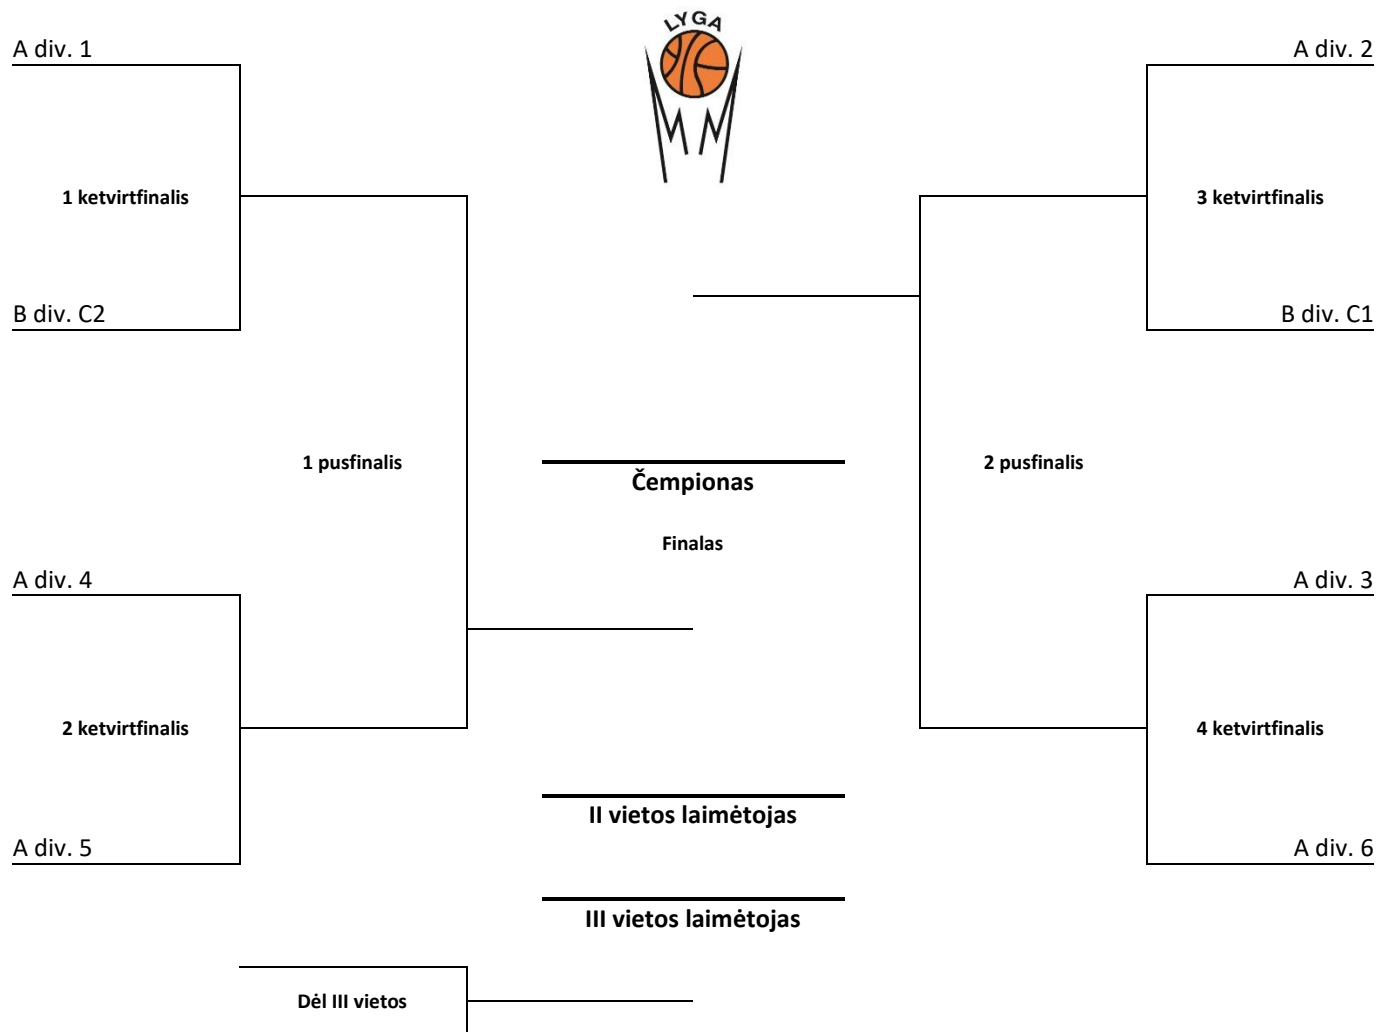 LYGA
A div. 1
A div. 2
1 ketvirtfinalis
3 ketvirtfinalis
B div. C2
B div. C1
1 pusfinalis
2 pusfinalis
Čempionas
Finalas
A div. 4
A div. 3
2 ketvirtfinalis
4 ketvirtfinalis
II vietos laimėtojas
A div. 5
A div. 6
III vietos laimėtojas
Dėl III vietos